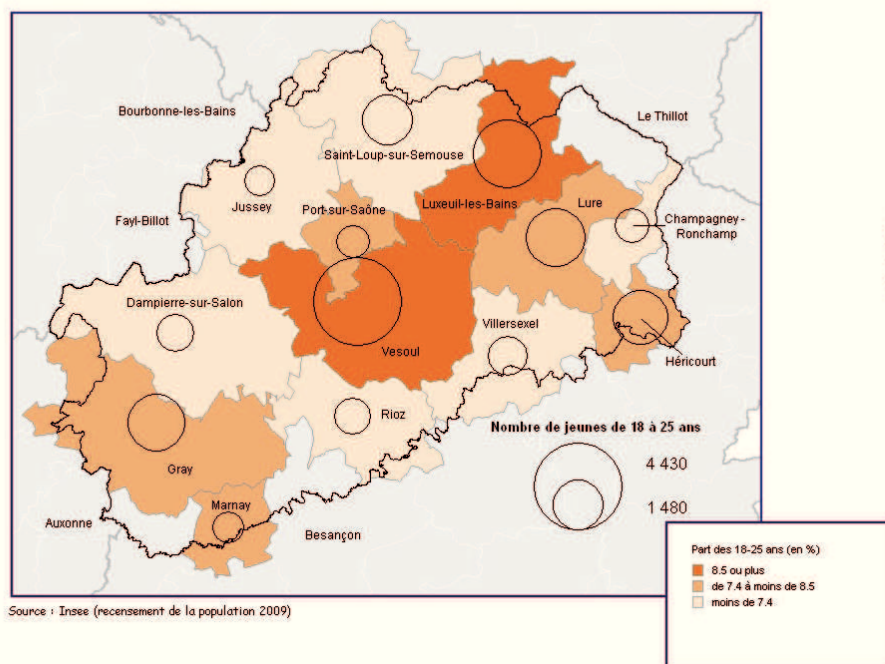 Bourbonne-les-Bains
Le Thillot
Saint-Loup-sur-Semouse
Jussey
Port-sur-Saône
Luxeuil-les-Bains
Lure
Fayl-Billot
Champagney-
Ronchamp
Dampierre-sur-Salon
Villersexel
Vesoul
Héricourt
Rioz
Nombre de jeunes de 18 à 25 ans
4 430
Gray
1 480
Marnay
Auxonne
Besançon
Part des 18-25 ans (en %)
8.5 ou plus
de 7.4 à moins de 8.5
moins de 7.4
Source : Insee (recensement de la population 2009)